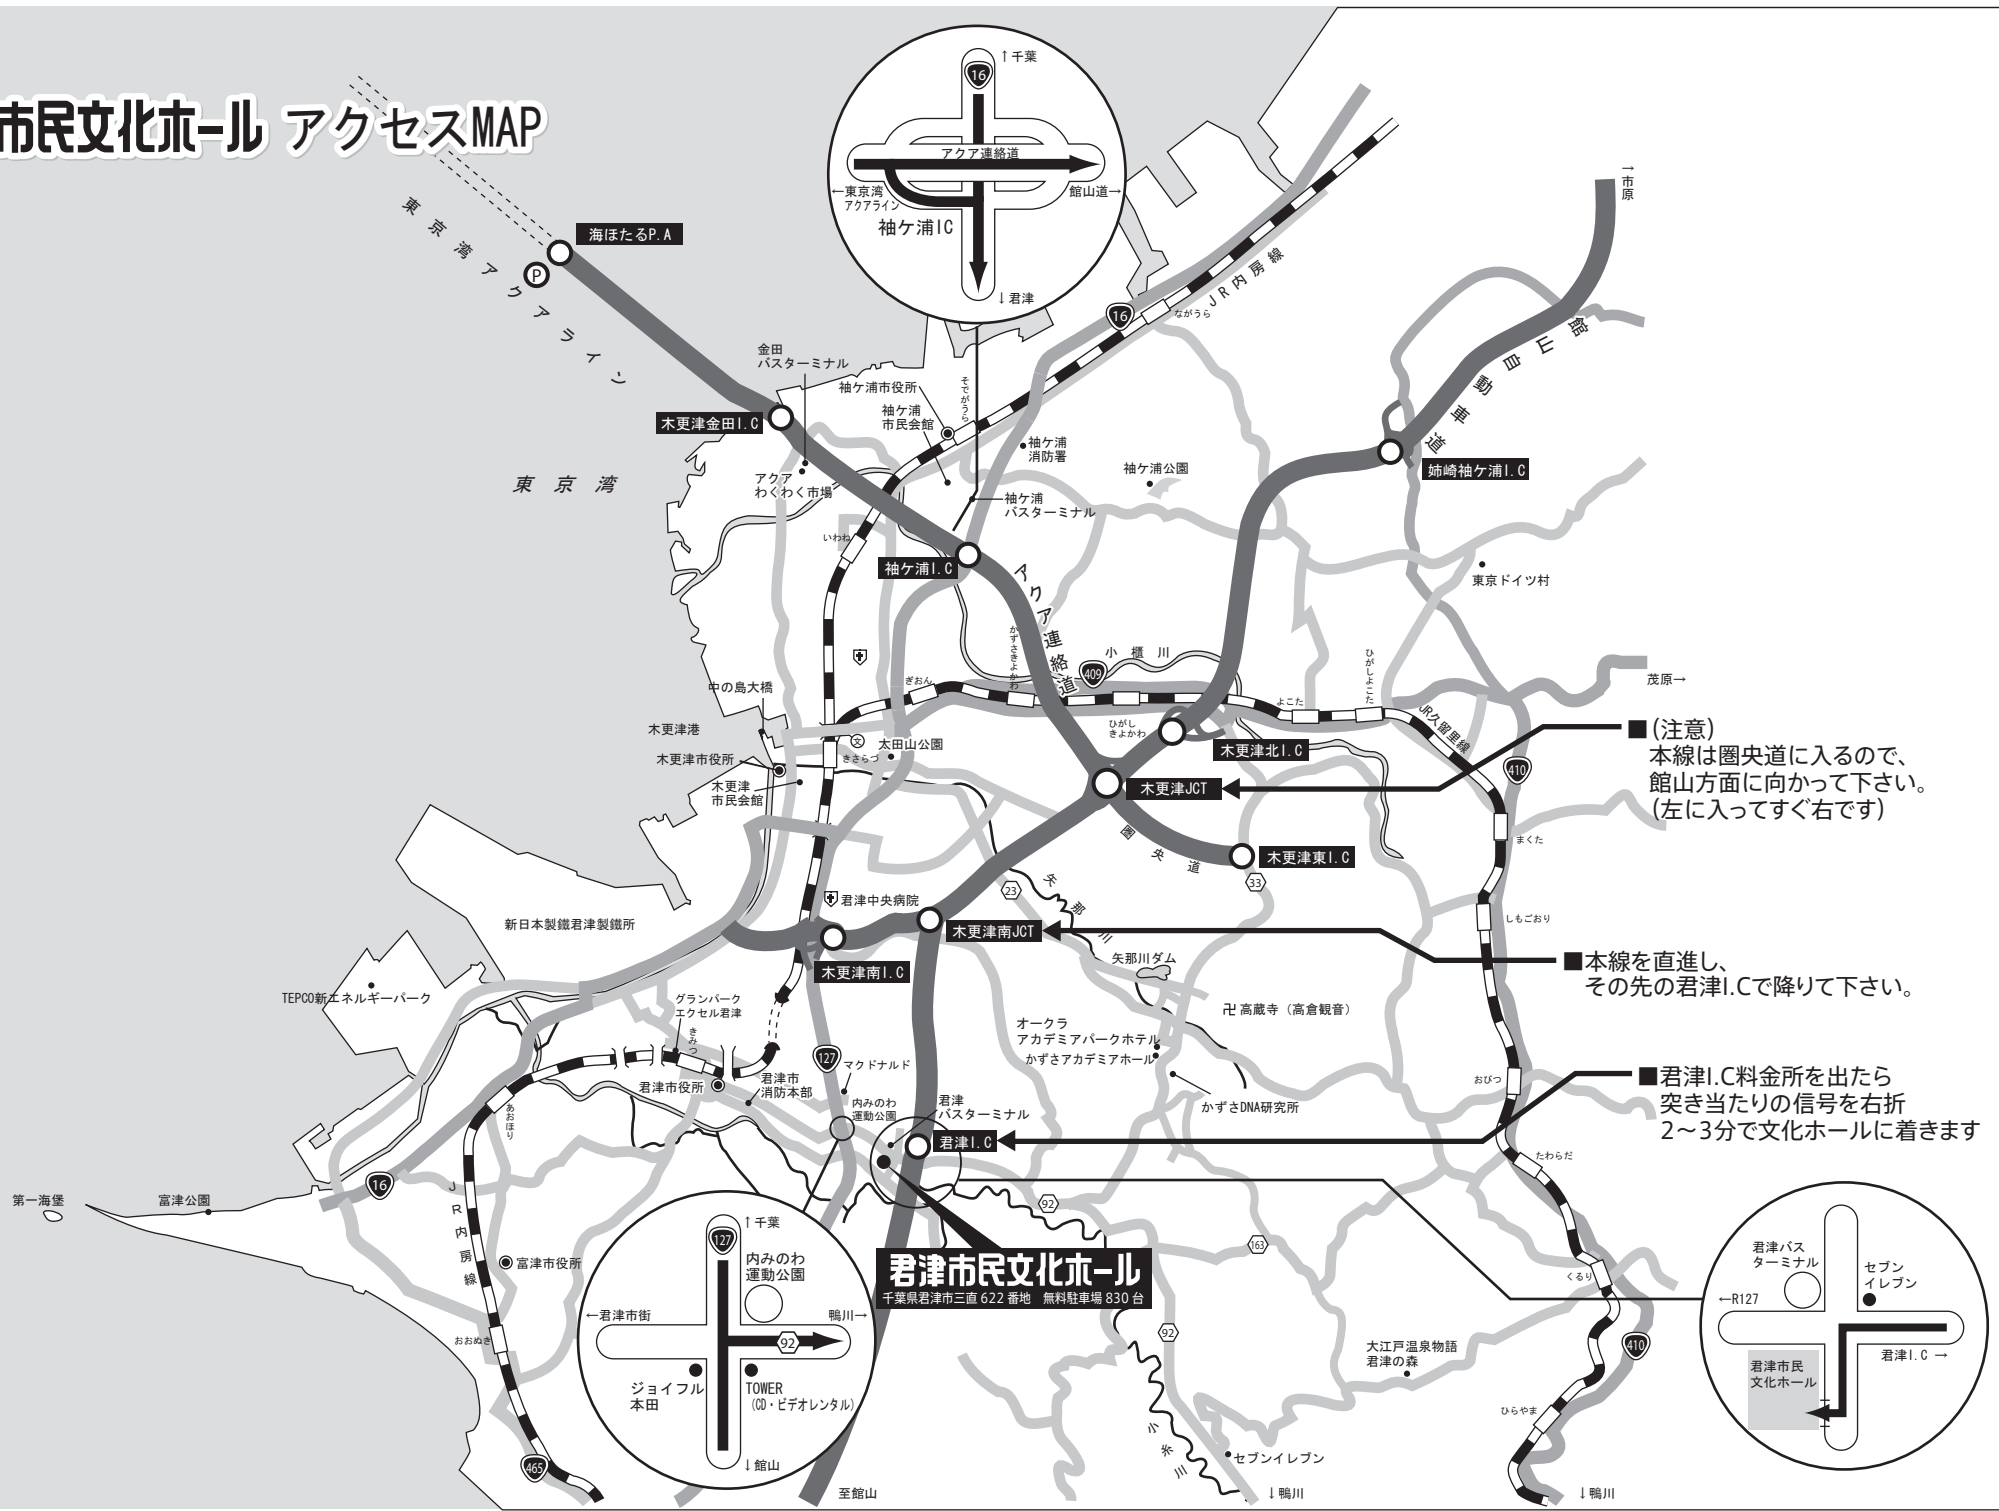 市民文化ホール アクセスMAP
16
↑千葉
アクア連絡道
←東京湾
アクアライン
館山道→
袖ケ浦IC
↓君津
→市原
東京湾アクアライン
海ほたるP.A
P
JR内房線
16
ながうら
館山自動車道
金田
バスターミナル
袖ケ浦市役所
袖ケ浦
市民会館
そでがうら
木更津金田I.C
袖ケ浦
消防署
袖ケ浦公園
姉崎袖ケ浦I.C
東京湾
アクア
わくわく市場
袖ケ浦
バスターミナル
いわね
袖ケ浦I.C
アクア連絡道
東京ドイツ村
かずさきよかわ
小櫃川
409
ひがしよこた
茂原→
ぎおん
中の島大橋
よこた
JR久留里線
木更津港
ひがし
きよかわ
文
太田山公園
木更津北I.C
木更津市役所
きさらづ
410
木更津
市民会館
木更津JCT
■(注意)
本線は圏央道に入るので、
館山方面に向かって下さい。
(左に入ってすぐ右です)
圏央道
まくた
木更津東I.C
33
23
矢那川
君津中央病院
しもごおり
新日本製鐵君津製鐵所
木更津南JCT
木更津南I.C
矢那川ダム
■本線を直進し、
その先の君津I.Cで降りて下さい。
TEPCO新エネルギーパーク
グランパーク
エクセル君津
卍高蔵寺（高倉観音）
オークラ
アカデミアパークホテル
きみつ
127
マクドナルド
かずさアカデミアホール
君津市役所
君津市
消防本部
おびつ
■君津I.C料金所を出たら
突き当たりの信号を右折
2～3分で文化ホールに着きます
あおほり
内みのわ
運動公園
君津
バスターミナル
かずさDNA研究所
君津I.C
たわらだ
16
第一海堡
富津公園
JR内房線
92
富津市役所
163
127
↑千葉
内みのわ
運動公園
←君津市街
鴨川→
92
ジョイフル
本田
TOWER
(CD・ビデオレンタル)
↓館山
君津市民文化ホール
千葉県君津市三直622番地　無料駐車場830台
くるり
君津バス
ターミナル
セブン
イレブン
←R127
君津I.C →
君津市民
文化ホール
おおぬき
92
410
大江戸温泉物語
君津の森
ひらやま
小糸川
465
セブンイレブン
至館山
↓鴨川
↓鴨川